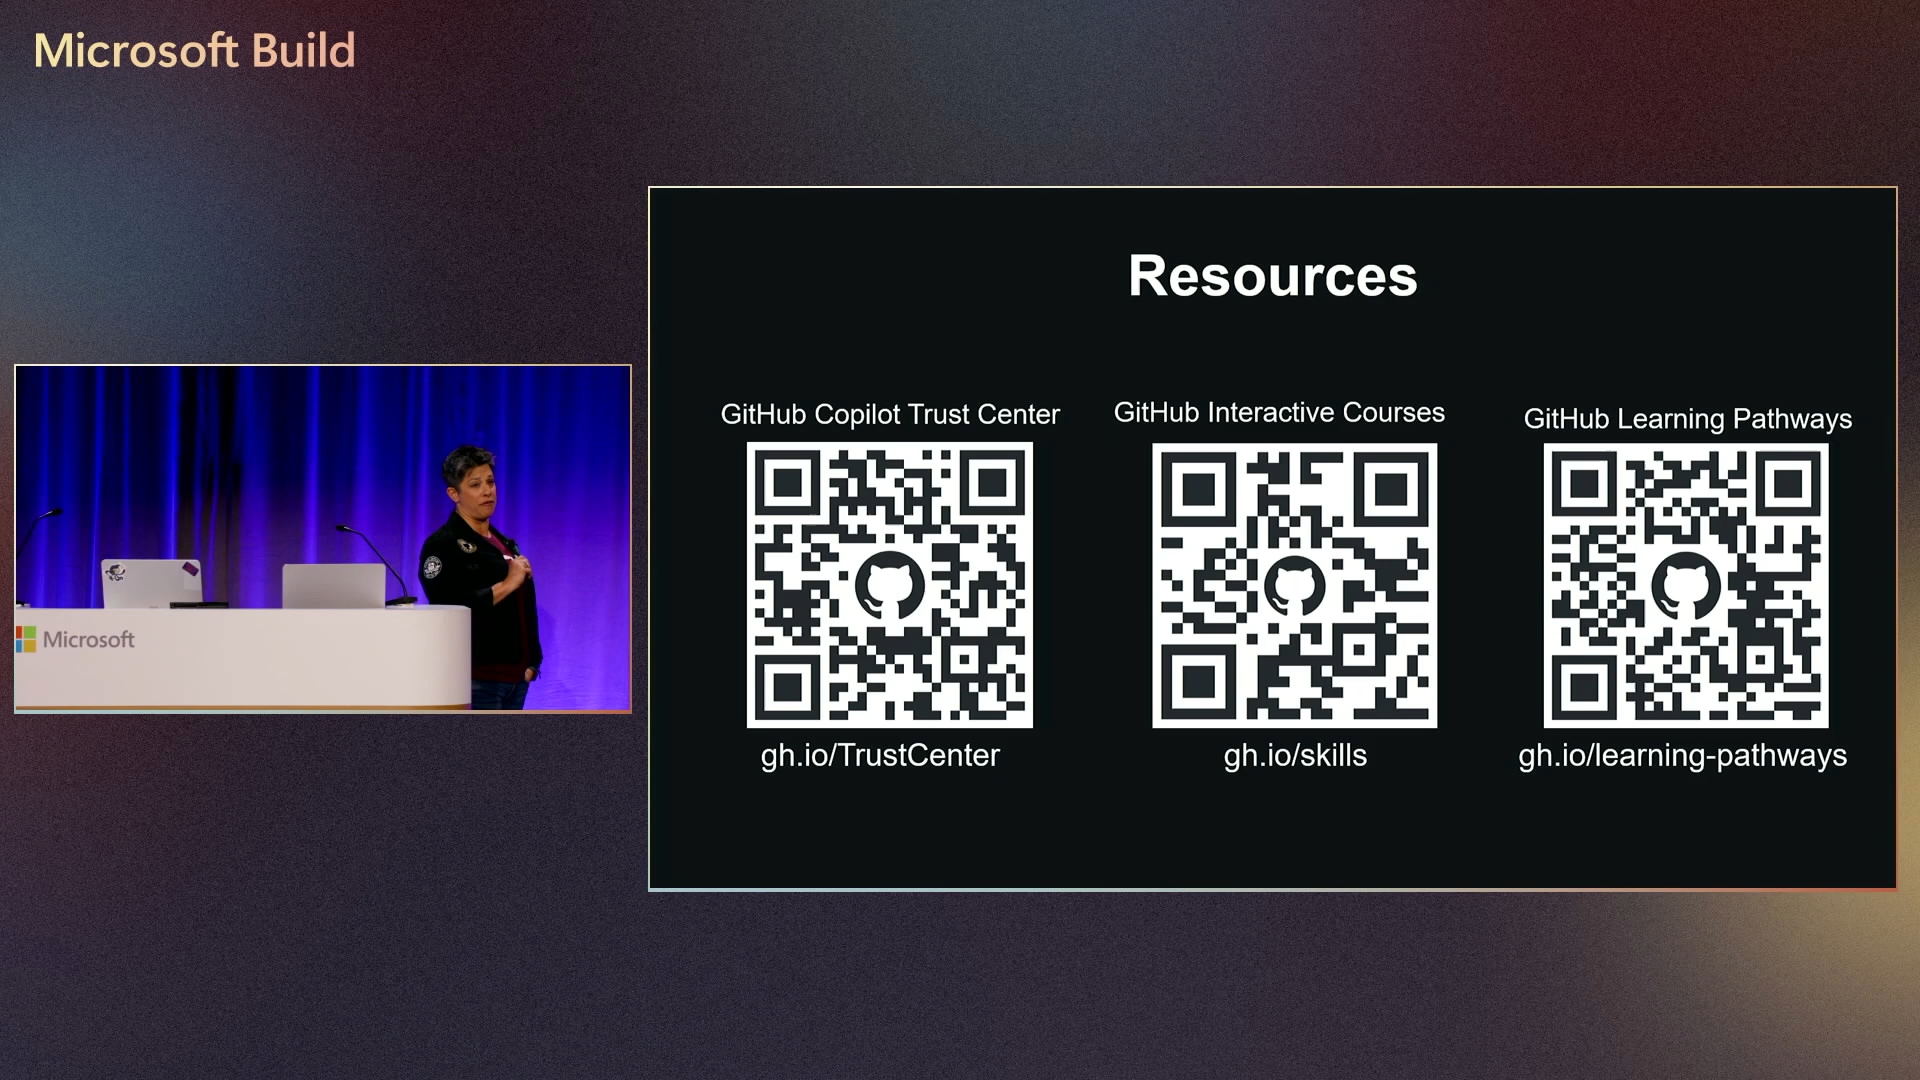 Microsoft Build
Resources
GitHub Copilot Trust Center
GitHub Interactive Courses
GitHub Learning Pathways
gh.io/TrustCenter
gh.io/skills
gh.io/learning-pathways
Microsoft